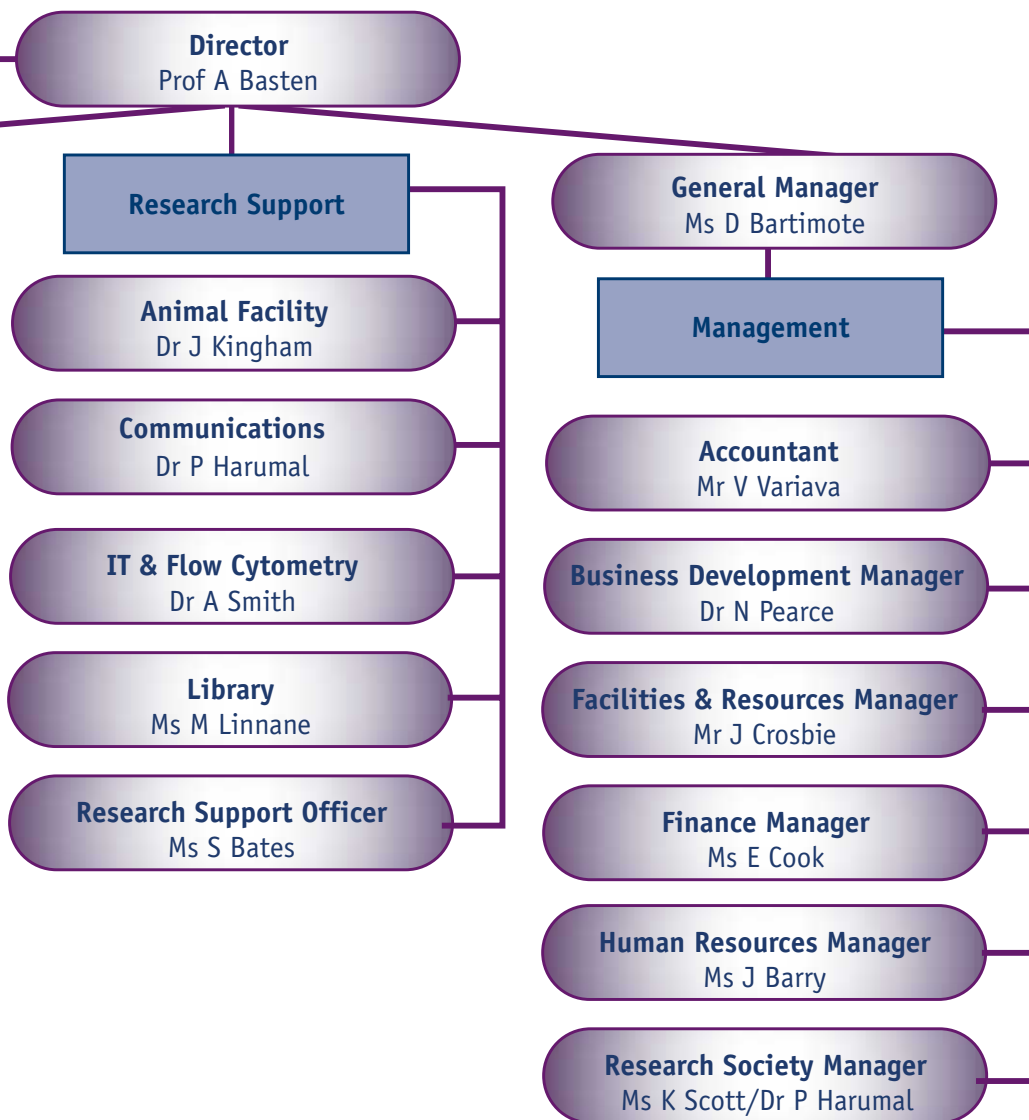 Director
Prof A Basten
Research Support
Animal Facility
Dr J Kingham
Communications
Dr P Harumal
IT & Flow Cytometry
Dr A Smith
Library
Ms M Linnane
Research Support Officer
Ms S Bates
General Manager
Ms D Bartimote
Management
Accountant
Mr V Variava
Business Development Manager
Dr N Pearce
Facilities & Resources Manager
Mr J Crosbie
Finance Manager
Ms E Cook
Human Resources Manager
Ms J Barry
Research Society Manager
Ms K Scott/Dr P Harumal